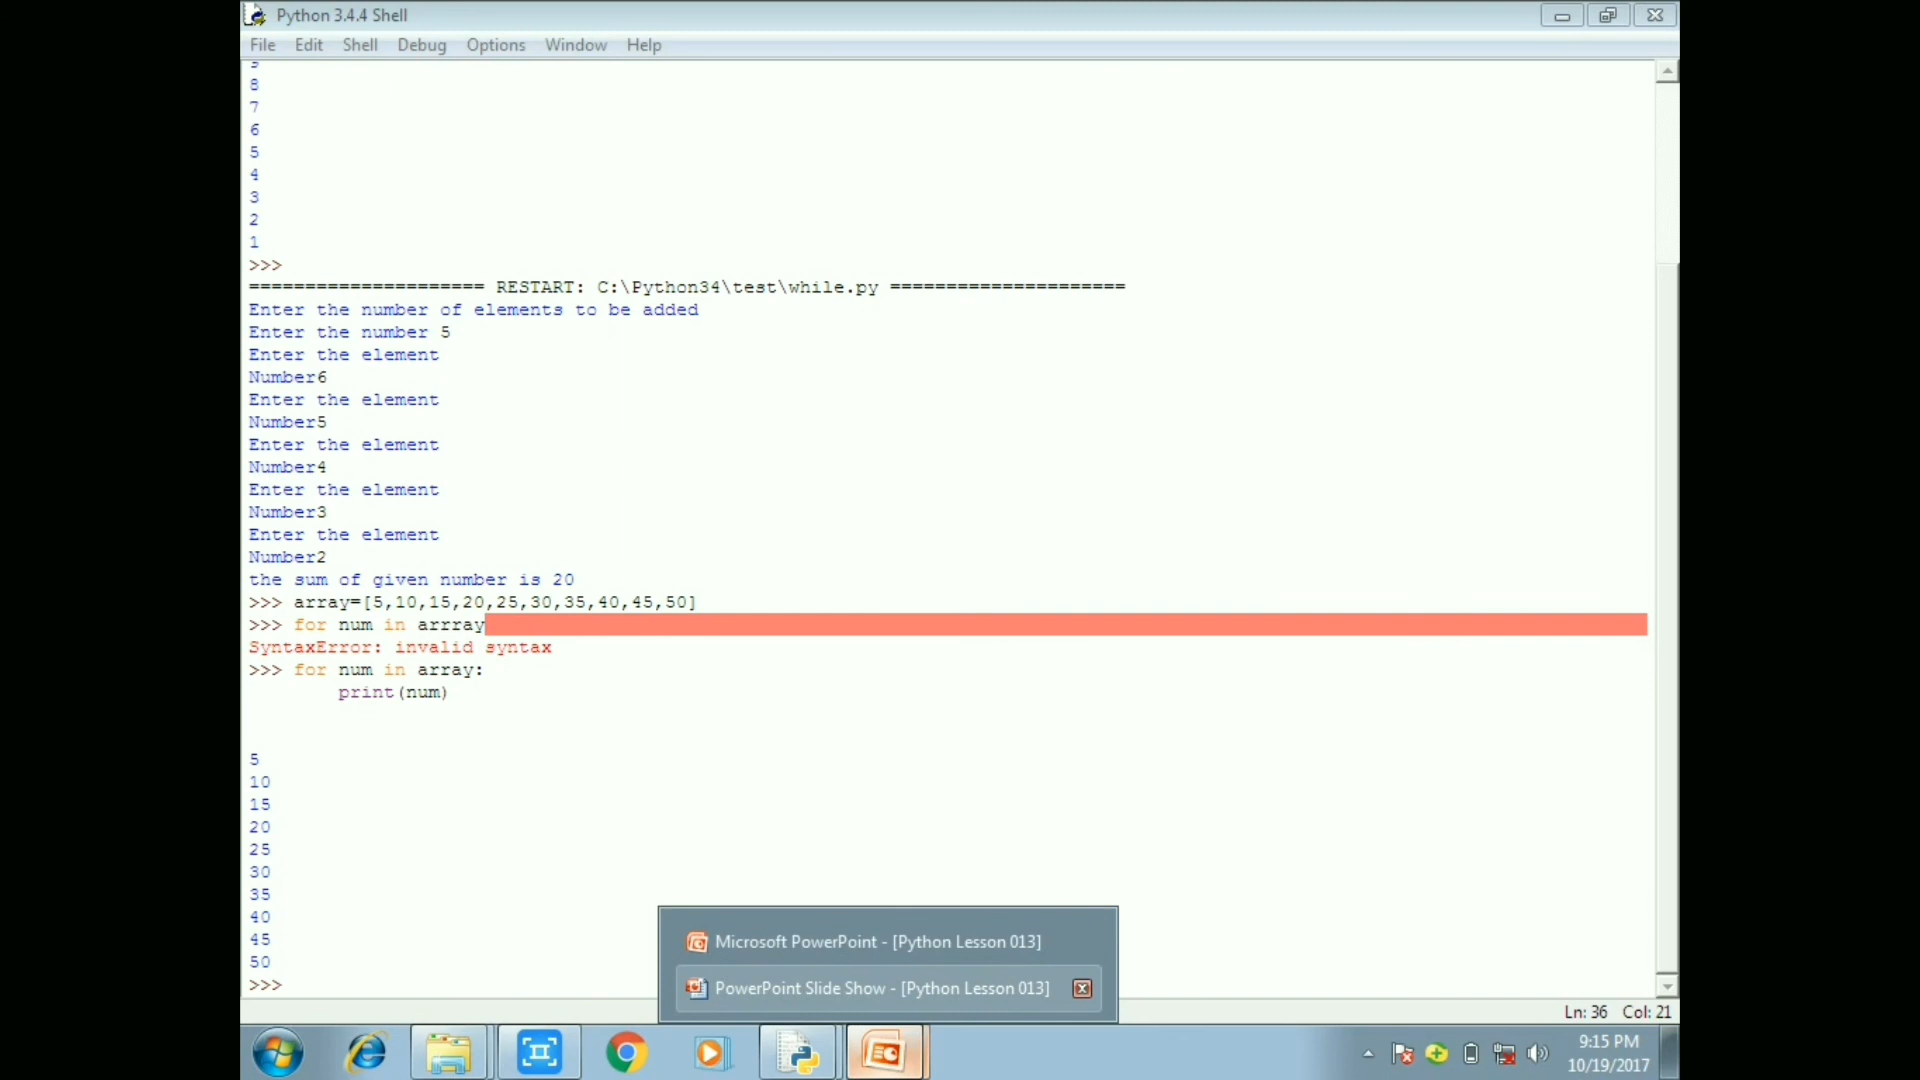 Python 3.4.4 Shell
File Edit Shell Debug Options Window Help
8
7
6
5
4
3
2
1
>>>
===================== RESTART: C:\Python34\test\while.py =====================
Enter the number of elements to be added
Enter the number 5
Enter the element
Number6
Enter the element
Number5
Enter the element
Number4
Enter the element
Number3
Enter the element
Number2
the sum of given number is 20
>>> array=[5,10,15,20,25,30,35,40,45,50]
>>> for num in arrray
SyntaxError: invalid syntax
>>> for num in array:
print(num)
5
10
15
20
25
30
35
40
45
50
>>>
Microsoft PowerPoint - [Python Lesson 013]
PowerPoint Slide Show - [Python Lesson 013]
Ln: 36 Col: 21
9:15 PM
10/19/2017